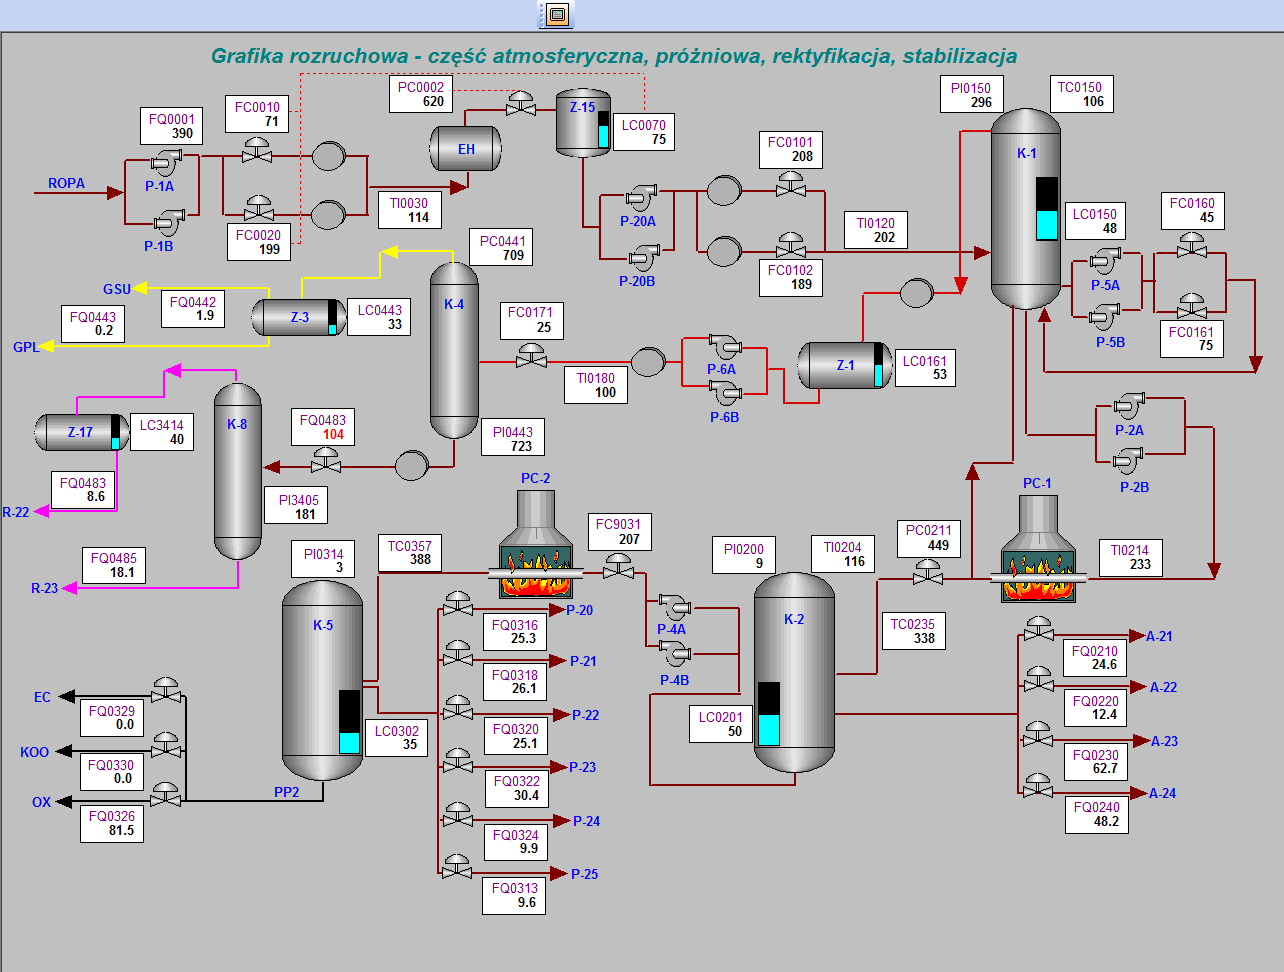 Grafika rozruchowa - część atmosferyczna, próżniowa, rektyfikacja, stabilizacja
PC0002
620
PI0150
296
TC0150
106
FC0010
71
FQ0001
390
Z-15
LC0070
75
EH
FC0101
208
K-1
ROPA
P-1A
P-1B
TI0030
114
FC0020
199
P-20A
P-20B
TI0120
202
FC0102
189
LC0150
48
FC0160
45
P-5A
P-5B
FC0161
75
PC0441
709
GSU
FQ0442
1.9
FQ0443
0.2
GPL
Z-3
LC0443
33
K-4
FC0171
25
TI0180
100
P-6A
P-6B
Z-1
LC0161
53
K-8
Z-17
LC3414
40
FQ0483
104
PI0443
723
P-2A
P-2B
FQ0483
8.6
R-22
PI3405
181
PC-2
PC-1
FC9031
207
PC0211
449
FQ0485
18.1
R-23
PI0314
3
TC0357
388
PI0200
9
TI0204
116
TI0214
233
K-5
P-20
FQ0316
25.3
P-4A
P-4B
K-2
TC0235
338
A-21
FQ0210
24.6
P-21
FQ0318
26.1
A-22
FQ0220
12.4
EC
FQ0329
0.0
LC0302
35
P-22
FQ0320
25.1
LC0201
50
A-23
FQ0230
62.7
KOO
FQ0330
0.0
P-23
FQ0322
30.4
A-24
FQ0240
48.2
OX
FQ0326
81.5
PP2
P-24
FQ0324
9.9
P-25
FQ0313
9.6